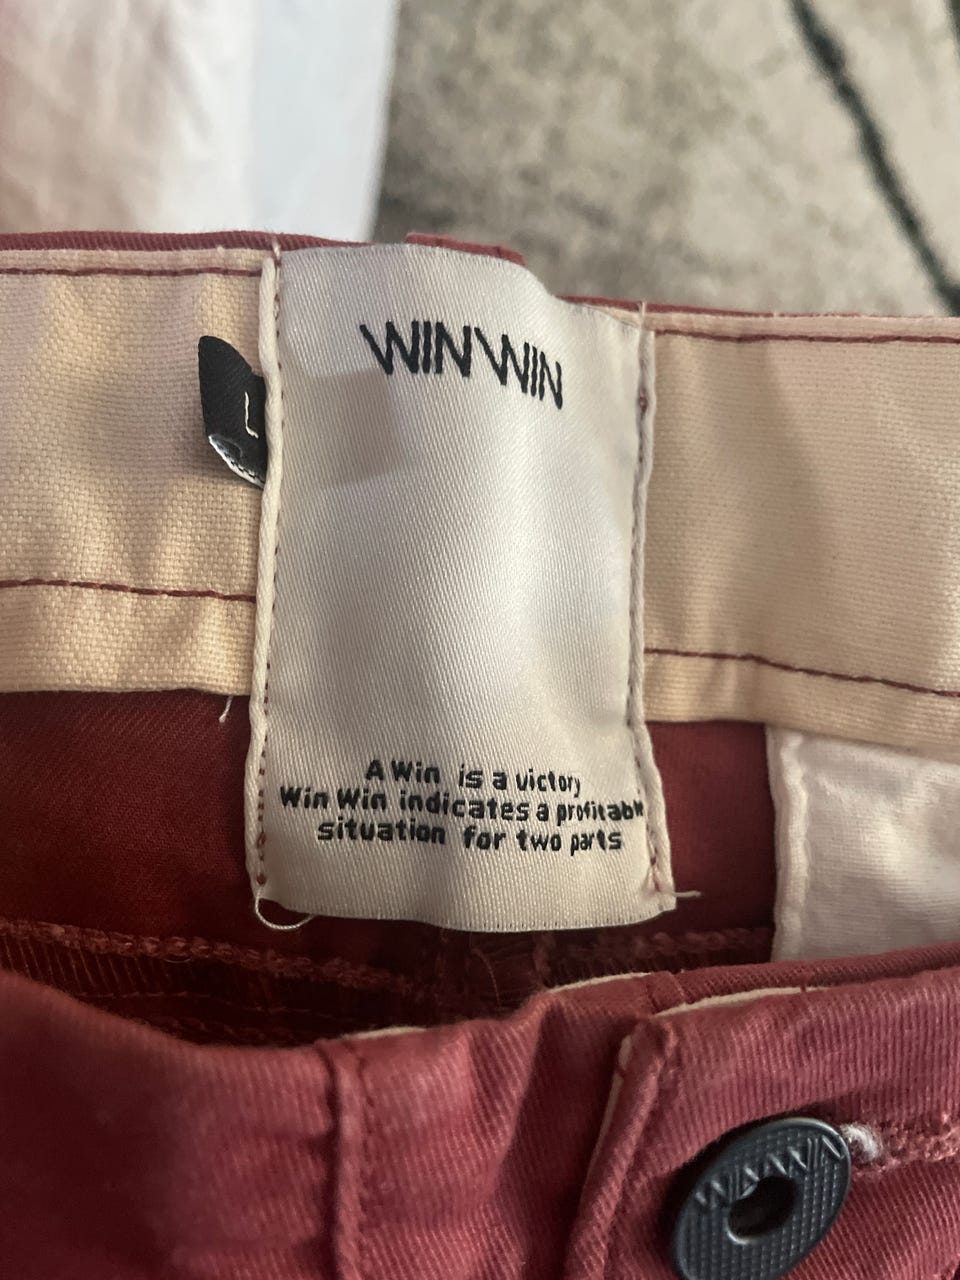 WINWIN
L
A Win is a victory
Win Win indicates a profitable
situation for two parts
WINWIN